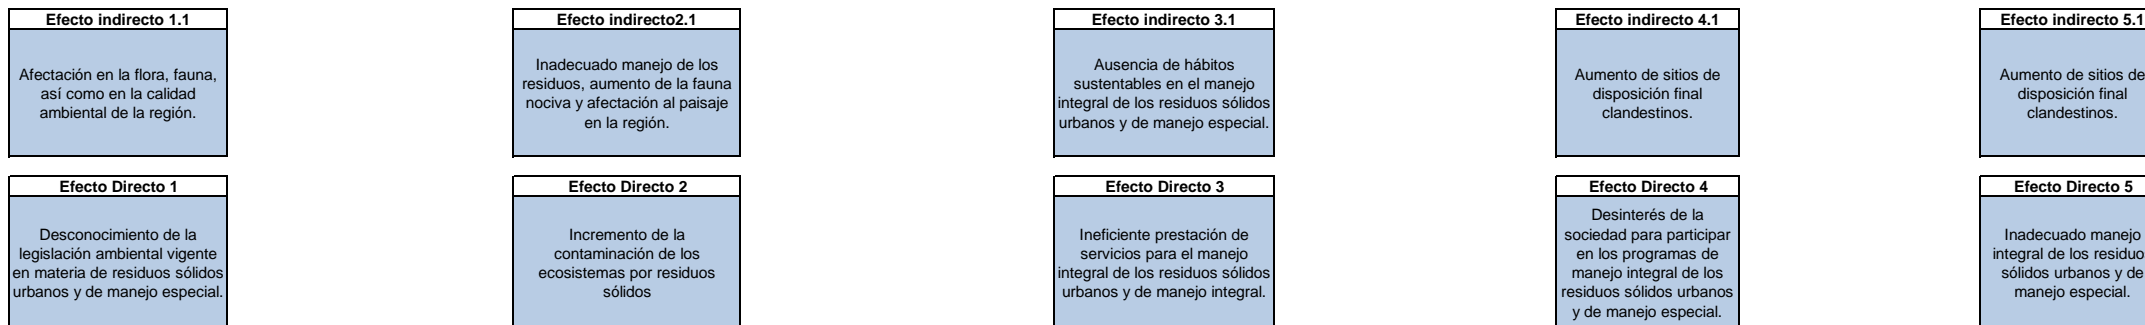 Efecto indirecto 1.1
Afectación en la flora, fauna,
así como en la calidad
ambiental de la región.
Efecto indirecto2.1
Inadecuado manejo de los
residuos, aumento de la fauna
nociva y afectación al paisaje
en la región.
Efecto indirecto 3.1
Ausencia de hábitos
sustentables en el manejo
integral de los residuos sólidos
urbanos y de manejo especial.
Efecto indirecto 4.1
Aumento de sitios de
disposición final
clandestinos.
Efecto indirecto 5.1
Aumento de sitios de
disposición final
clandestinos.
Efecto Directo 1
Desconocimiento de la
legislación ambiental vigente
en materia de residuos sólidos
urbanos y de manejo especial.
Efecto Directo 2
Incremento de la
contaminación de los
ecosistemas por residuos
sólidos
Efecto Directo 3
Ineficiente prestación de
servicios para el manejo
integral de los residuos sólidos
urbanos y de manejo integral.
Efecto Directo 4
Desinterés de la
sociedad para participar
en los programas de
manejo integral de los
residuos sólidos urbanos
y de manejo especial.
Efecto Directo 5
Inadecuado manejo
integral de los residuo
sólidos urbanos y de
manejo especial.